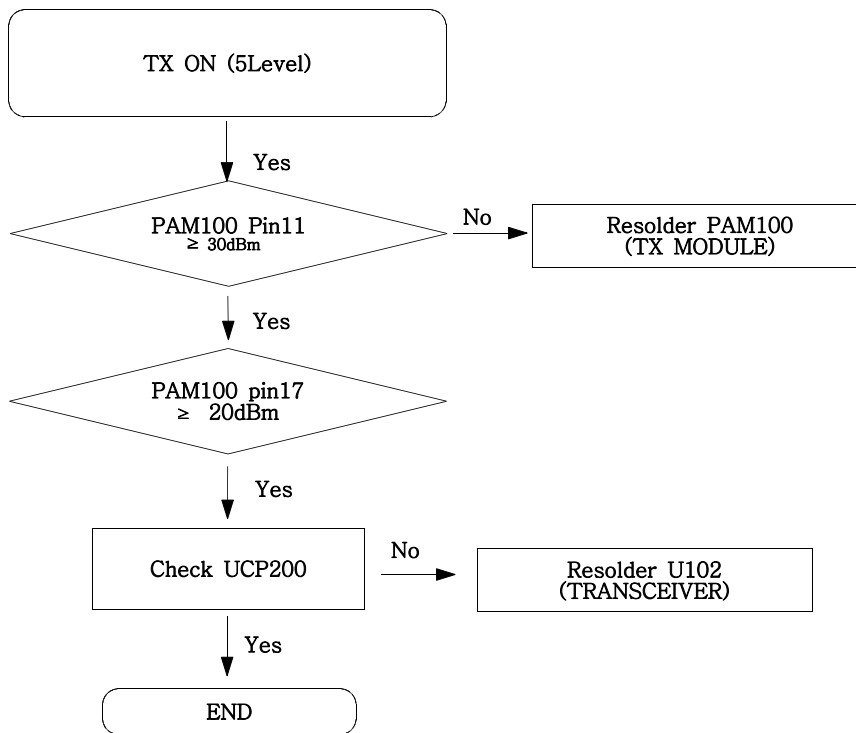 TX ON (5Level)
Yes
PAM100 Pin11
≥ 30dBm
No
Resolder PAM100
(TX MODULE)
Yes
PAM100 pin17
≥ 20dBm
Yes
Check UCP200
No
Resolder U102
(TRANSCEIVER)
Yes
END